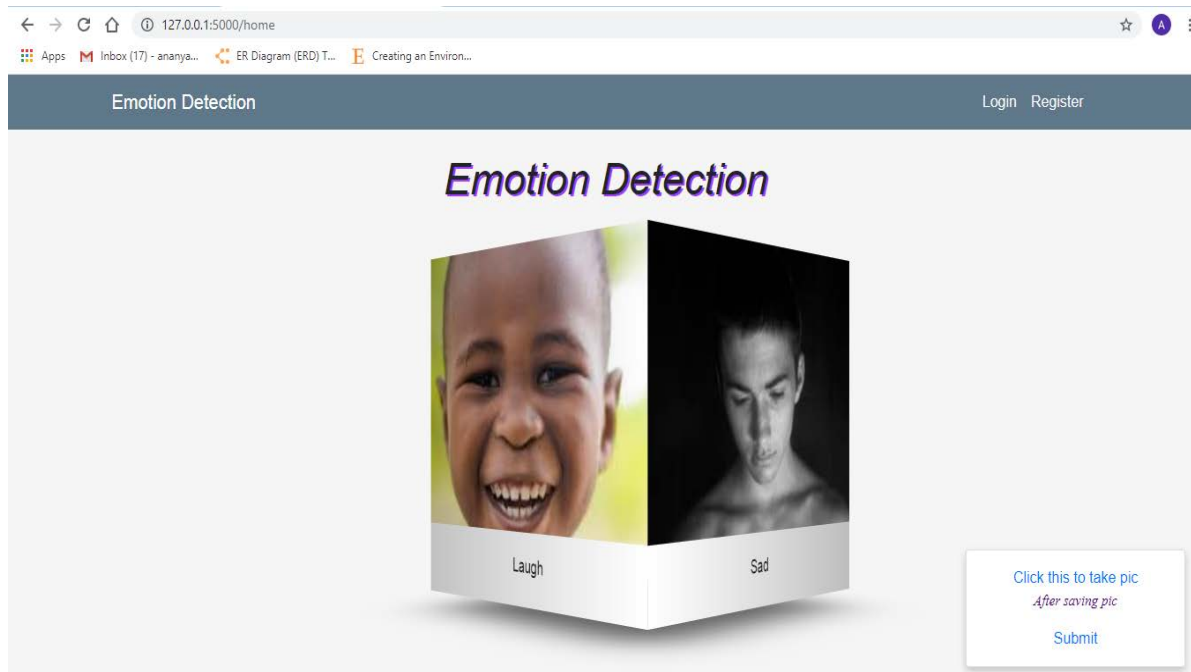 127.0.0.1:5000/home
A
Apps Inbox (17) - ananya... ER Diagram (ERD) T... E Creating an Environ...
Emotion Detection Login Register
Emotion Detection
Laugh Sad
Click this to take pic
After saving pic
Submit